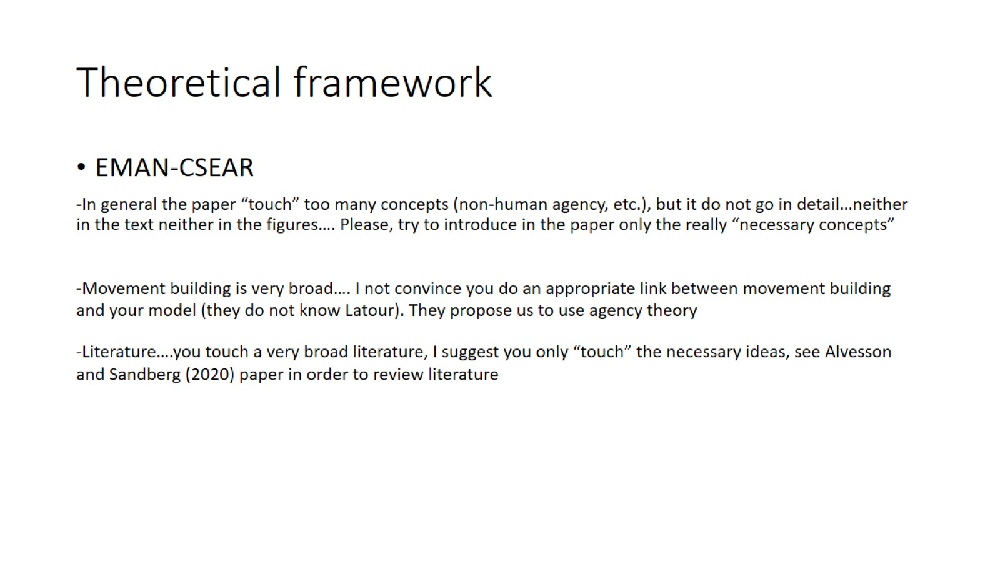 Theoretical framework
• EMAN-CSEAR
-In general the paper “touch” too many concepts (non-human agency, etc.), but it do not go in detail…neither
in the text neither in the figures…. Please, try to introduce in the paper only the really “necessary concepts”
-Movement building is very broad…. I not convince you do an appropriate link between movement building
and your model (they do not know Latour). They propose us to use agency theory
-Literature….you touch a very broad literature, I suggest you only “touch” the necessary ideas, see Alvesson
and Sandberg (2020) paper in order to review literature